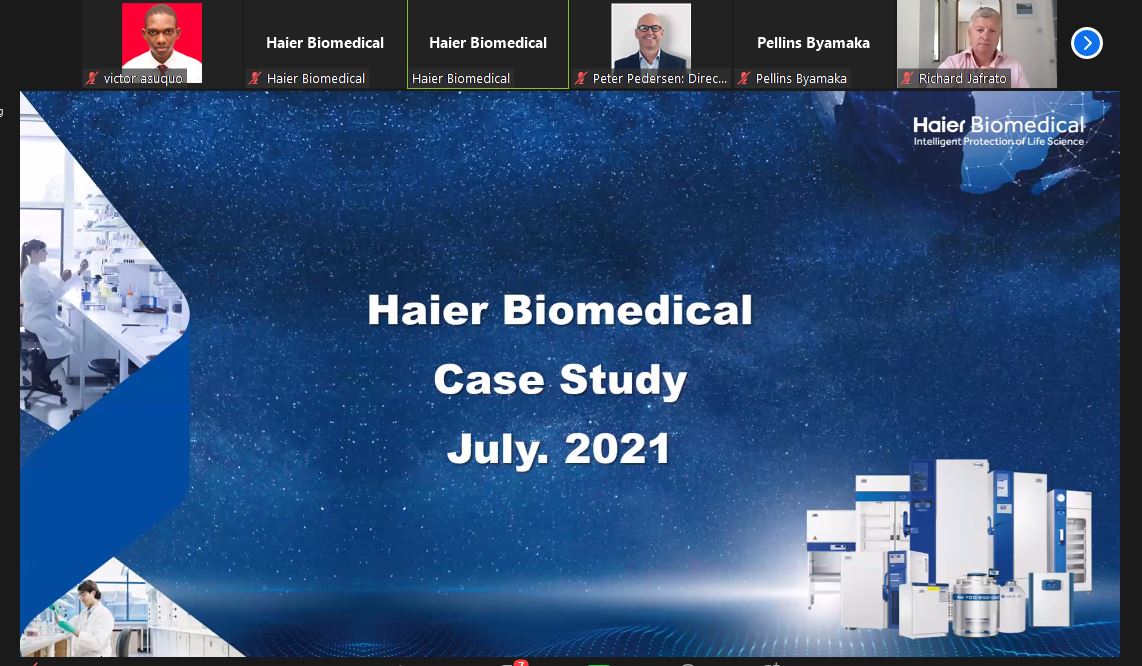 Haier Biomedical
Haier Biomedical
Pellins Byamaka
victor asuquo
Haier Biomedical
Haier Biomedical
Peter Pedersen: Direc...
Pellins Byamaka
Richard Jafrato
g
Haier Biomedical
Intelligent Protection of Life Science
Haier Biomedical
Case Study
July. 2021
7